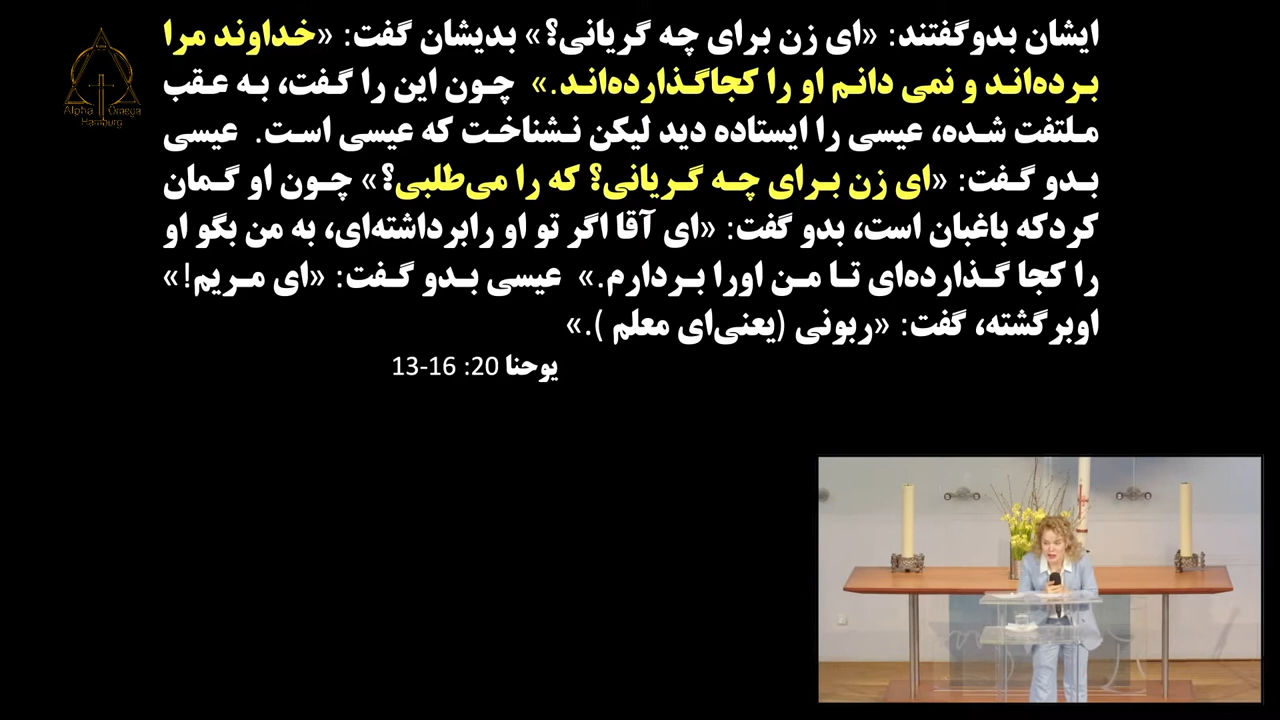 ایشان بدوگفتند: «ای زن برای چه گریانی؟» بدیشان گفت: «خداوند مرا
برده‌اند و نمی دانم او را کجاگذارده‌اند.» چون این را گفت، به عقب
ملتفت شده، عیسی را ایستاده دید لیکن نشناخت که عیسی است. عیسی
بدو گفت: «ای زن برای چه گریانی؟ که را می‌طلبی؟» چون او گمان
کردکه باغبان است، بدو گفت: «ای آقا اگر تو او رابرداشته‌ای، به من بگو او
را کجا گذارده‌ای تا من اورا بردارم.» عیسی بدو گفت: «ای مریم!»
اوبرگشته، گفت: «ربونی (یعنی‌ای معلم ).»
یوحنا 20: 16-13
Alpha Omega
Hamburg